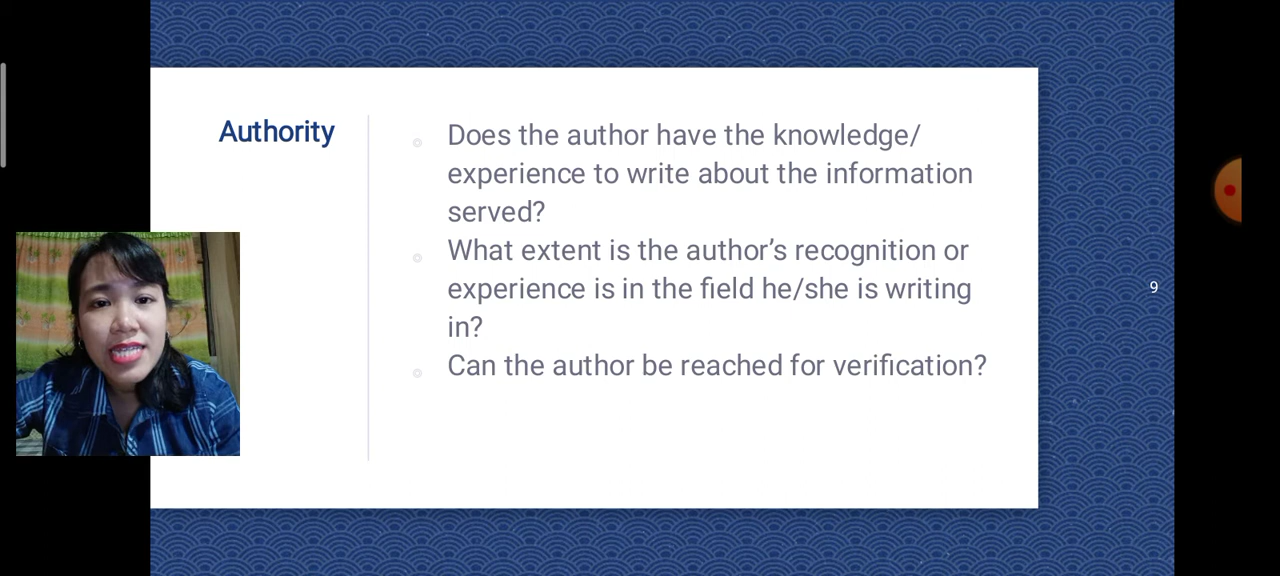 Authority
Does the author have the knowledge/
experience to write about the information
served?
What extent is the author's recognition or
experience is in the field he/she is writing
in?
Can the author be reached for verification?
9